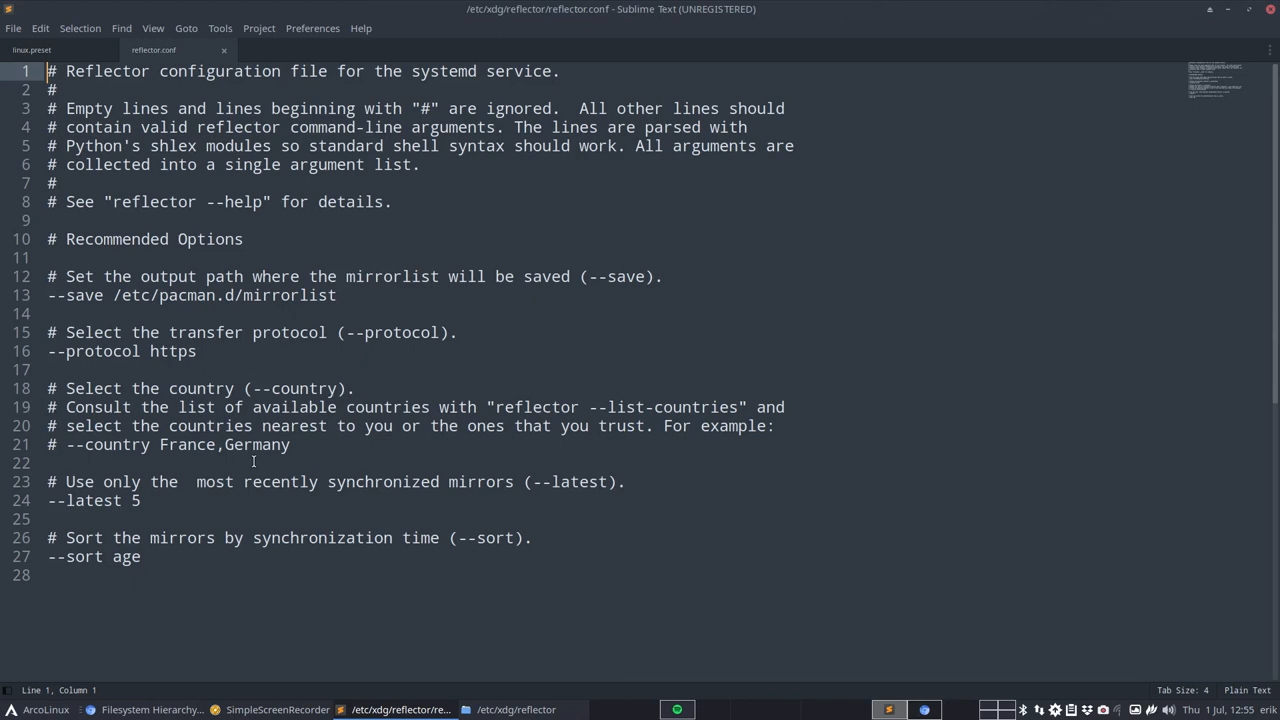 /etc/xdg/reflector/reflector.conf - Sublime Text (UNREGISTERED)
File Edit Selection View Goto Tools Project Preferences Help
linux.preset reflector.conf
1 # Reflector configuration file for the systemd service.
2 #
3 # Empty lines and lines beginning with "#" are ignored.  All other lines should
4 # contain valid reflector command-line arguments. The lines are parsed with
5 # Python's shlex modules so standard shell syntax should work. All arguments are
6 # collected into a single argument list.
7 #
8 # See "reflector --help" for details.
9
10 # Recommended Options
11
12 # Set the output path where the mirrorlist will be saved (--save).
13 --save /etc/pacman.d/mirrorlist
14
15 # Select the transfer protocol (--protocol).
16 --protocol https
17
18 # Select the country (--country).
19 # Consult the list of available countries with "reflector --list-countries" and
20 # select the countries nearest to you or the ones that you trust. For example:
21 # --country France,Germany
22
23 # Use only the  most recently synchronized mirrors (--latest).
24 --latest 5
25
26 # Sort the mirrors by synchronization time (--sort).
27 --sort age
28
Line 1, Column 1 Tab Size: 4 Plain Text
ArcoLinux Filesystem Hierarchy... SimpleScreenRecorder /etc/xdg/reflector/re... /etc/xdg/reflector Thu 1 Jul, 12:55 erik